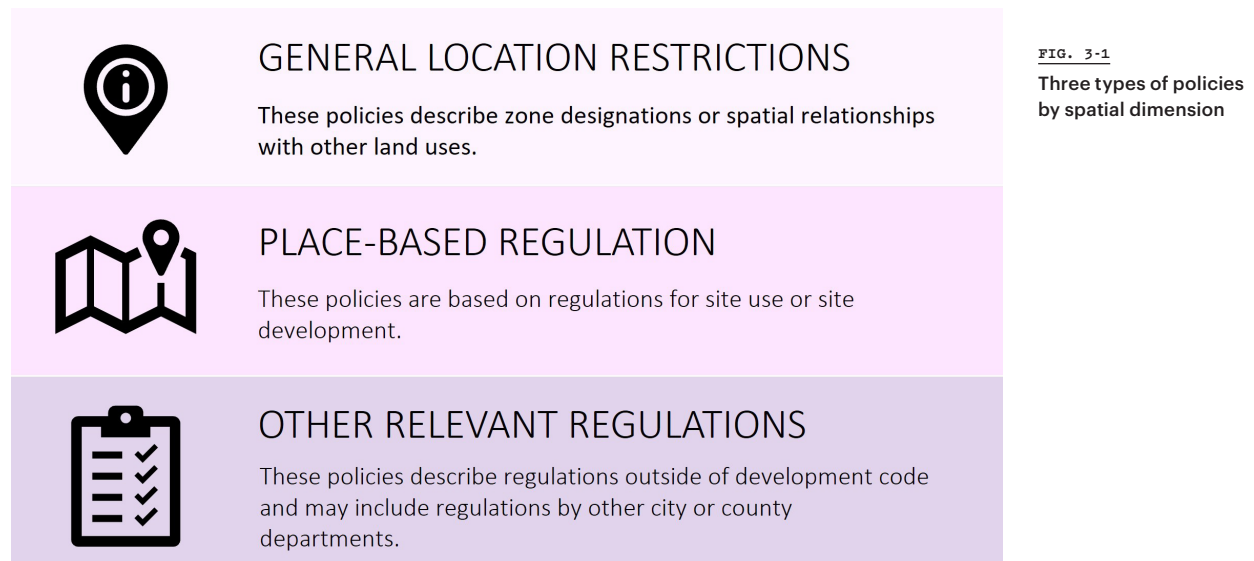 GENERAL LOCATION RESTRICTIONS
These policies describe zone designations or spatial relationships
with other land uses.
PLACE-BASED REGULATION
These policies are based on regulations for site use or site
development.
OTHER RELEVANT REGULATIONS
These policies describe regulations outside of development code
and may include regulations by other city or county
departments.
FIG. 3-1
Three types of policies
by spatial dimension